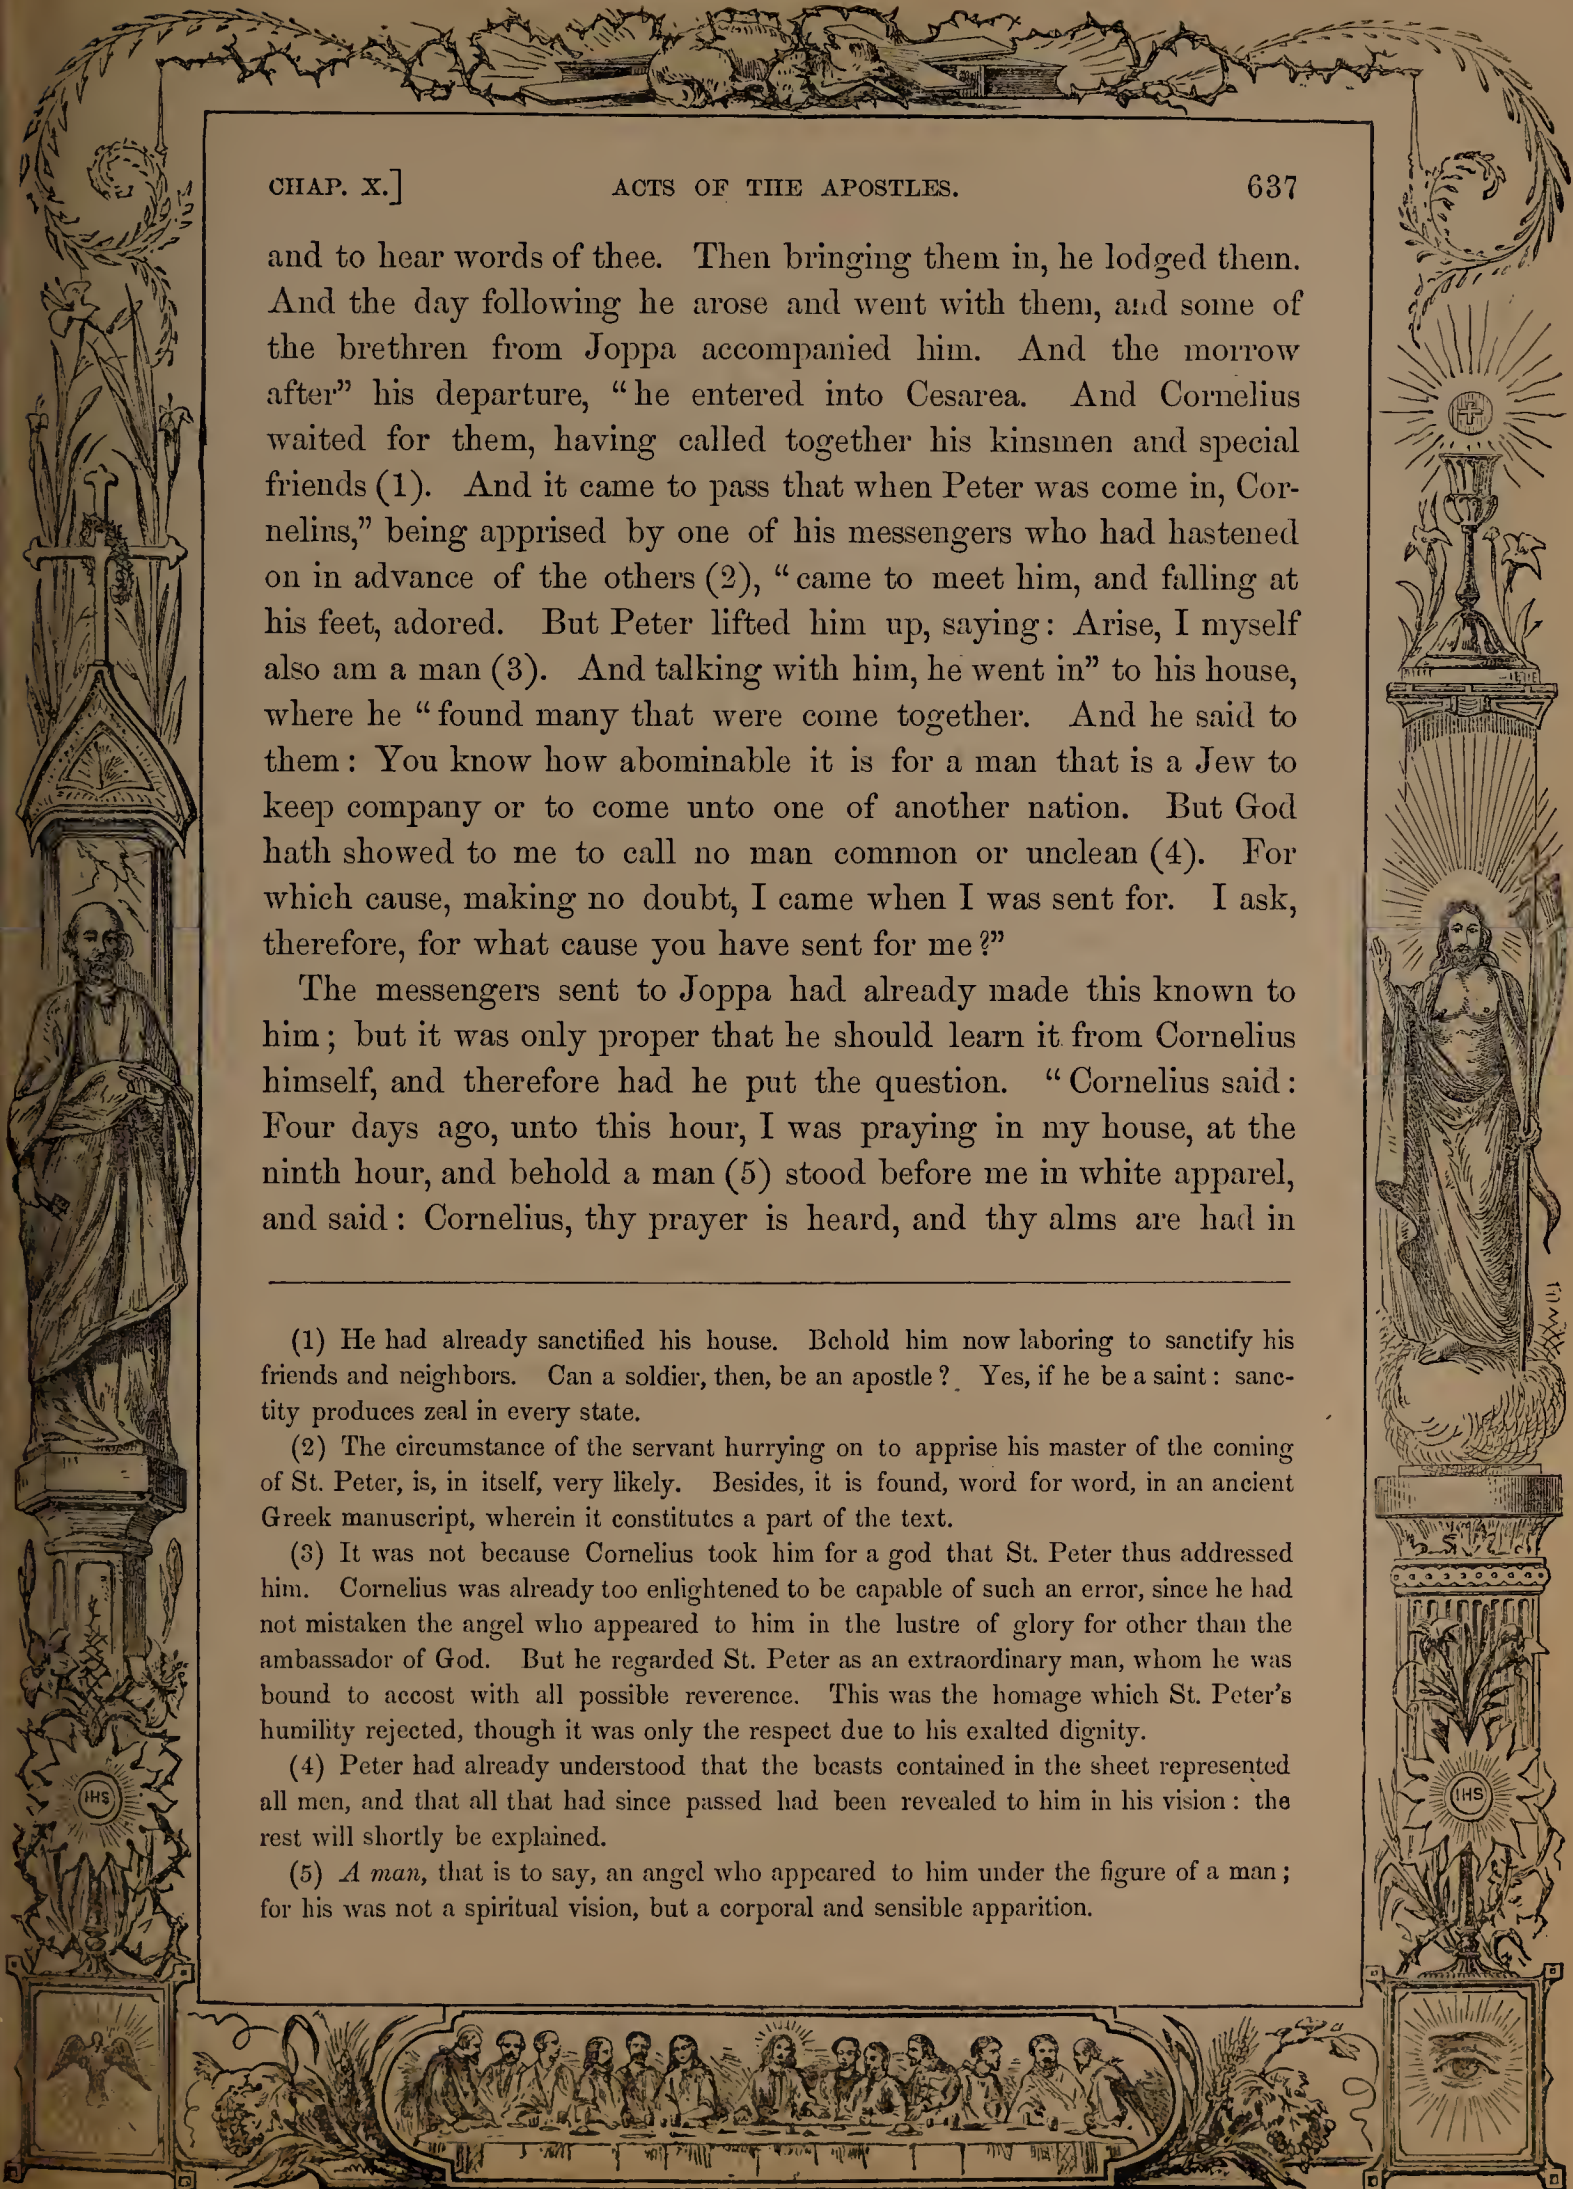 CHAP. X.] ACTS OF THE APOSTLES. 637
and to hear words of thee. Then bringing them in, he lodged them.
And the day following he arose and went with them, and some of
the brethren from Joppa accompanied him. And the morrow
after” his departure, “he entered into Cesarea. And Cornelius
waited for them, having called together his kinsmen and special
friends (1). And it came to pass that when Peter was come in, Cor-
nelius,” being apprised by one of his messengers who had hastened
on in advance of the others (2), “came to meet him, and falling at
his feet, adored. But Peter lifted him up, saying: Arise, I myself
also am a man (3). And talking with him, he went in” to his house,
where he “found many that were come together. And he said to
them: You know how abominable it is for a man that is a Jew to
keep company or to come unto one of another nation. But God
hath showed to me to call no man common or unclean (4). For
which cause, making no doubt, I came when I was sent for. I ask,
therefore, for what cause you have sent for me?”
The messengers sent to Joppa had already made this known to
him; but it was only proper that he should learn it from Cornelius
himself, and therefore had he put the question. “Cornelius said:
Four days ago, unto this hour, I was praying in my house, at the
ninth hour, and behold a man (5) stood before me in white apparel,
and said: Cornelius, thy prayer is heard, and thy alms are had in
(1) He had already sanctified his house. Behold him now laboring to sanctify his
friends and neighbors. Can a soldier, then, be an apostle? Yes, if he be a saint: sanc-
tity produces zeal in every state.
(2) The circumstance of the servant hurrying on to apprise his master of the coming
of St. Peter, is, in itself, very likely. Besides, it is found, word for word, in an ancient
Greek manuscript, wherein it constitutes a part of the text.
(3) It was not because Cornelius took him for a god that St. Peter thus addressed
him. Cornelius was already too enlightened to be capable of such an error, since he had
not mistaken the angel who appeared to him in the lustre of glory for other than the
ambassador of God. But he regarded St. Peter as an extraordinary man, whom he was
bound to accost with all possible reverence. This was the homage which St. Peter’s
humility rejected, though it was only the respect due to his exalted dignity.
(4) Peter had already understood that the beasts contained in the sheet represented
all men, and that all that had since passed had been revealed to him in his vision: the
rest will shortly be explained.
(5) A man, that is to say, an angel who appeared to him under the figure of a man;
for his was not a spiritual vision, but a corporal and sensible apparition.
IHS
IHS